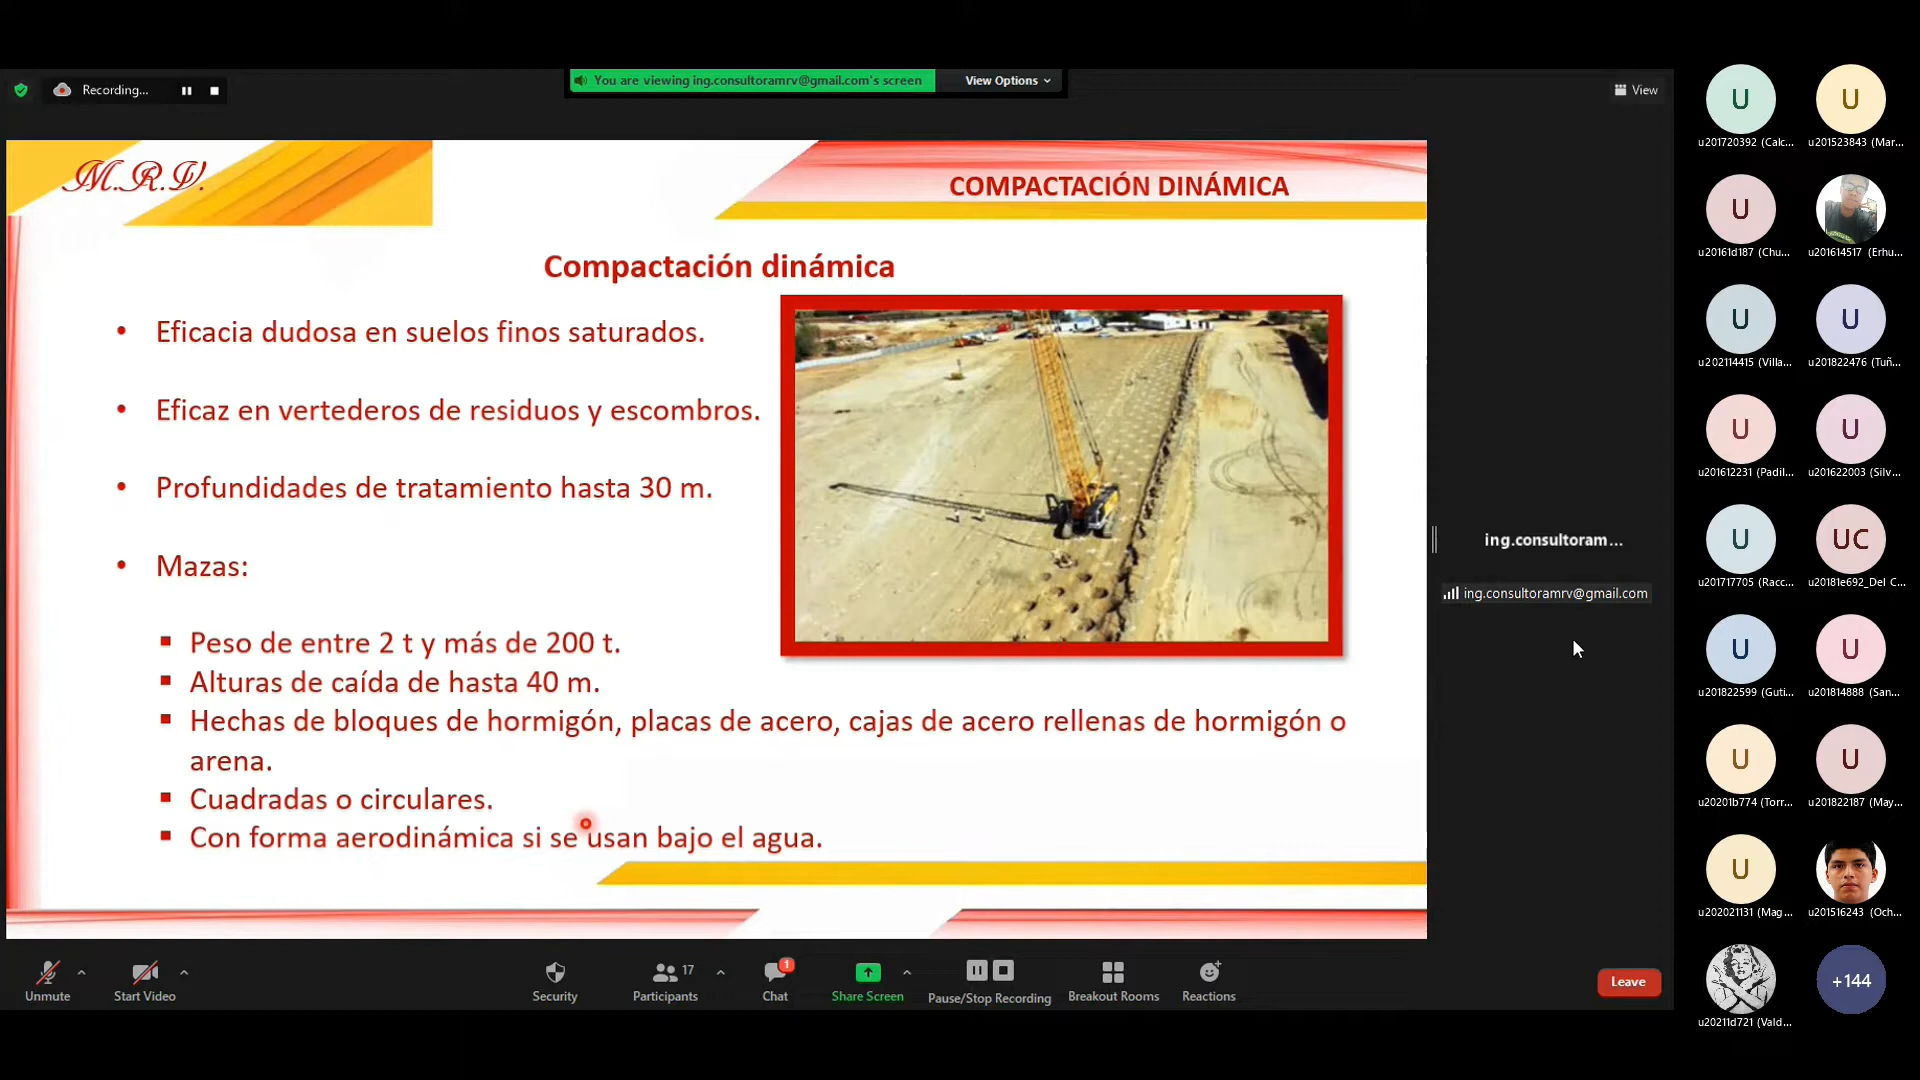 Recording...
You are viewing ing.consultoramrv@gmail.com's screen
View Options
View
M.R.V.
COMPACTACIÓN DINÁMICA
Compactación dinámica
• Eficacia dudosa en suelos finos saturados.
• Eficaz en vertederos de residuos y escombros.
• Profundidades de tratamiento hasta 30 m.
• Mazas:
▪ Peso de entre 2 t y más de 200 t.
▪ Alturas de caída de hasta 40 m.
▪ Hechas de bloques de hormigón, placas de acero, cajas de acero rellenas de hormigón o
arena.
▪ Cuadradas o circulares.
▪ Con forma aerodinámica si se usan bajo el agua.
ing.consultoram...
ing.consultoramrv@gmail.com
Unmute
Start Video
Security
Participants
17
Chat
1
Share Screen
Pause/Stop Recording
Breakout Rooms
Reactions
Leave
U
U
u201720392 (Calc...
u201523843 (Mar...
U
u20161d187 (Chu...
u201614517 (Erhu...
U
U
u202114415 (Villa...
u201822476 (Tuñ...
U
U
u201612231 (Padil...
u201622003 (Silv...
U
UC
u201717705 (Racc...
u20181e692_Del C...
U
U
u201822599 (Guti...
u201814888 (San...
U
U
u20201b774 (Torr...
u201822187 (May...
U
u202021131 (Mag...
u201516243 (Och...
+144
u20211d721 (Vald...